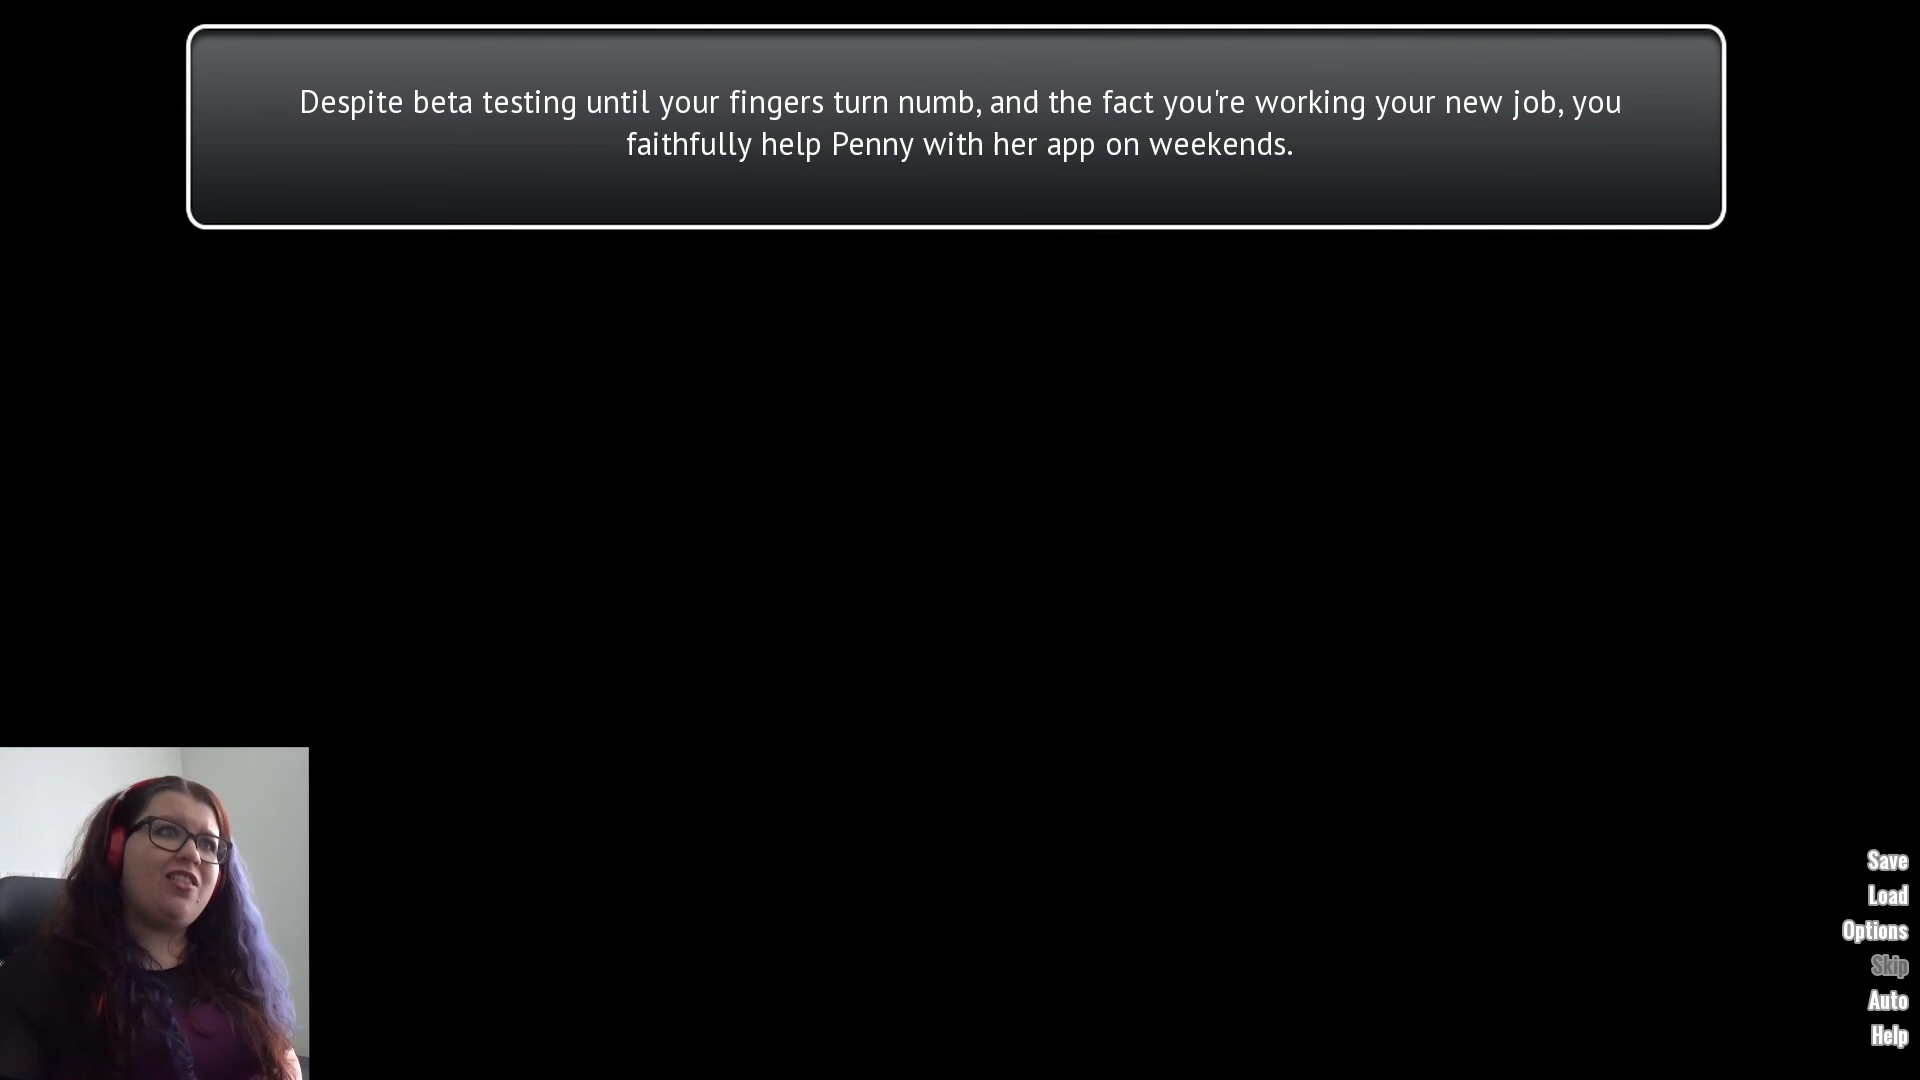 Despite beta testing until your fingers turn numb, and the fact you're working your new job, you
faithfully help Penny with her app on weekends.
Save
Load
Options
Skip
Auto
Help